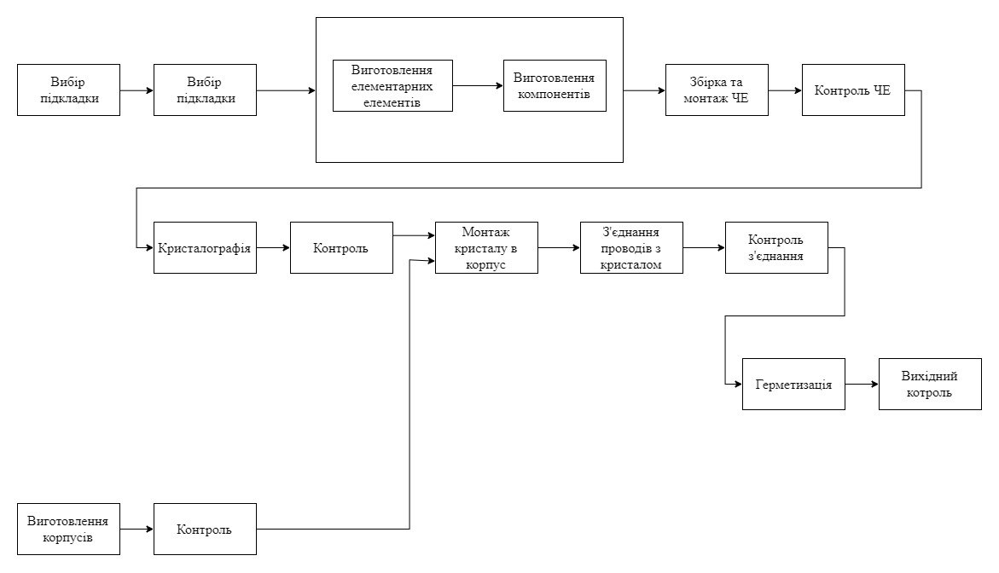 Вибір
підкладки
Вибір
підкладки
Виготовлення
елементарних
елементів
Виготовлення
компонентів
Збірка та
монтаж ЧЕ
Контроль ЧЕ
Кристалографія
Контроль
Монтаж
кристалу в
корпус
З'єднання
проводів з
кристалом
Контроль
з'єднання
Герметизація
Вихідний
котроль
Виготовлення
корпусів
Контроль